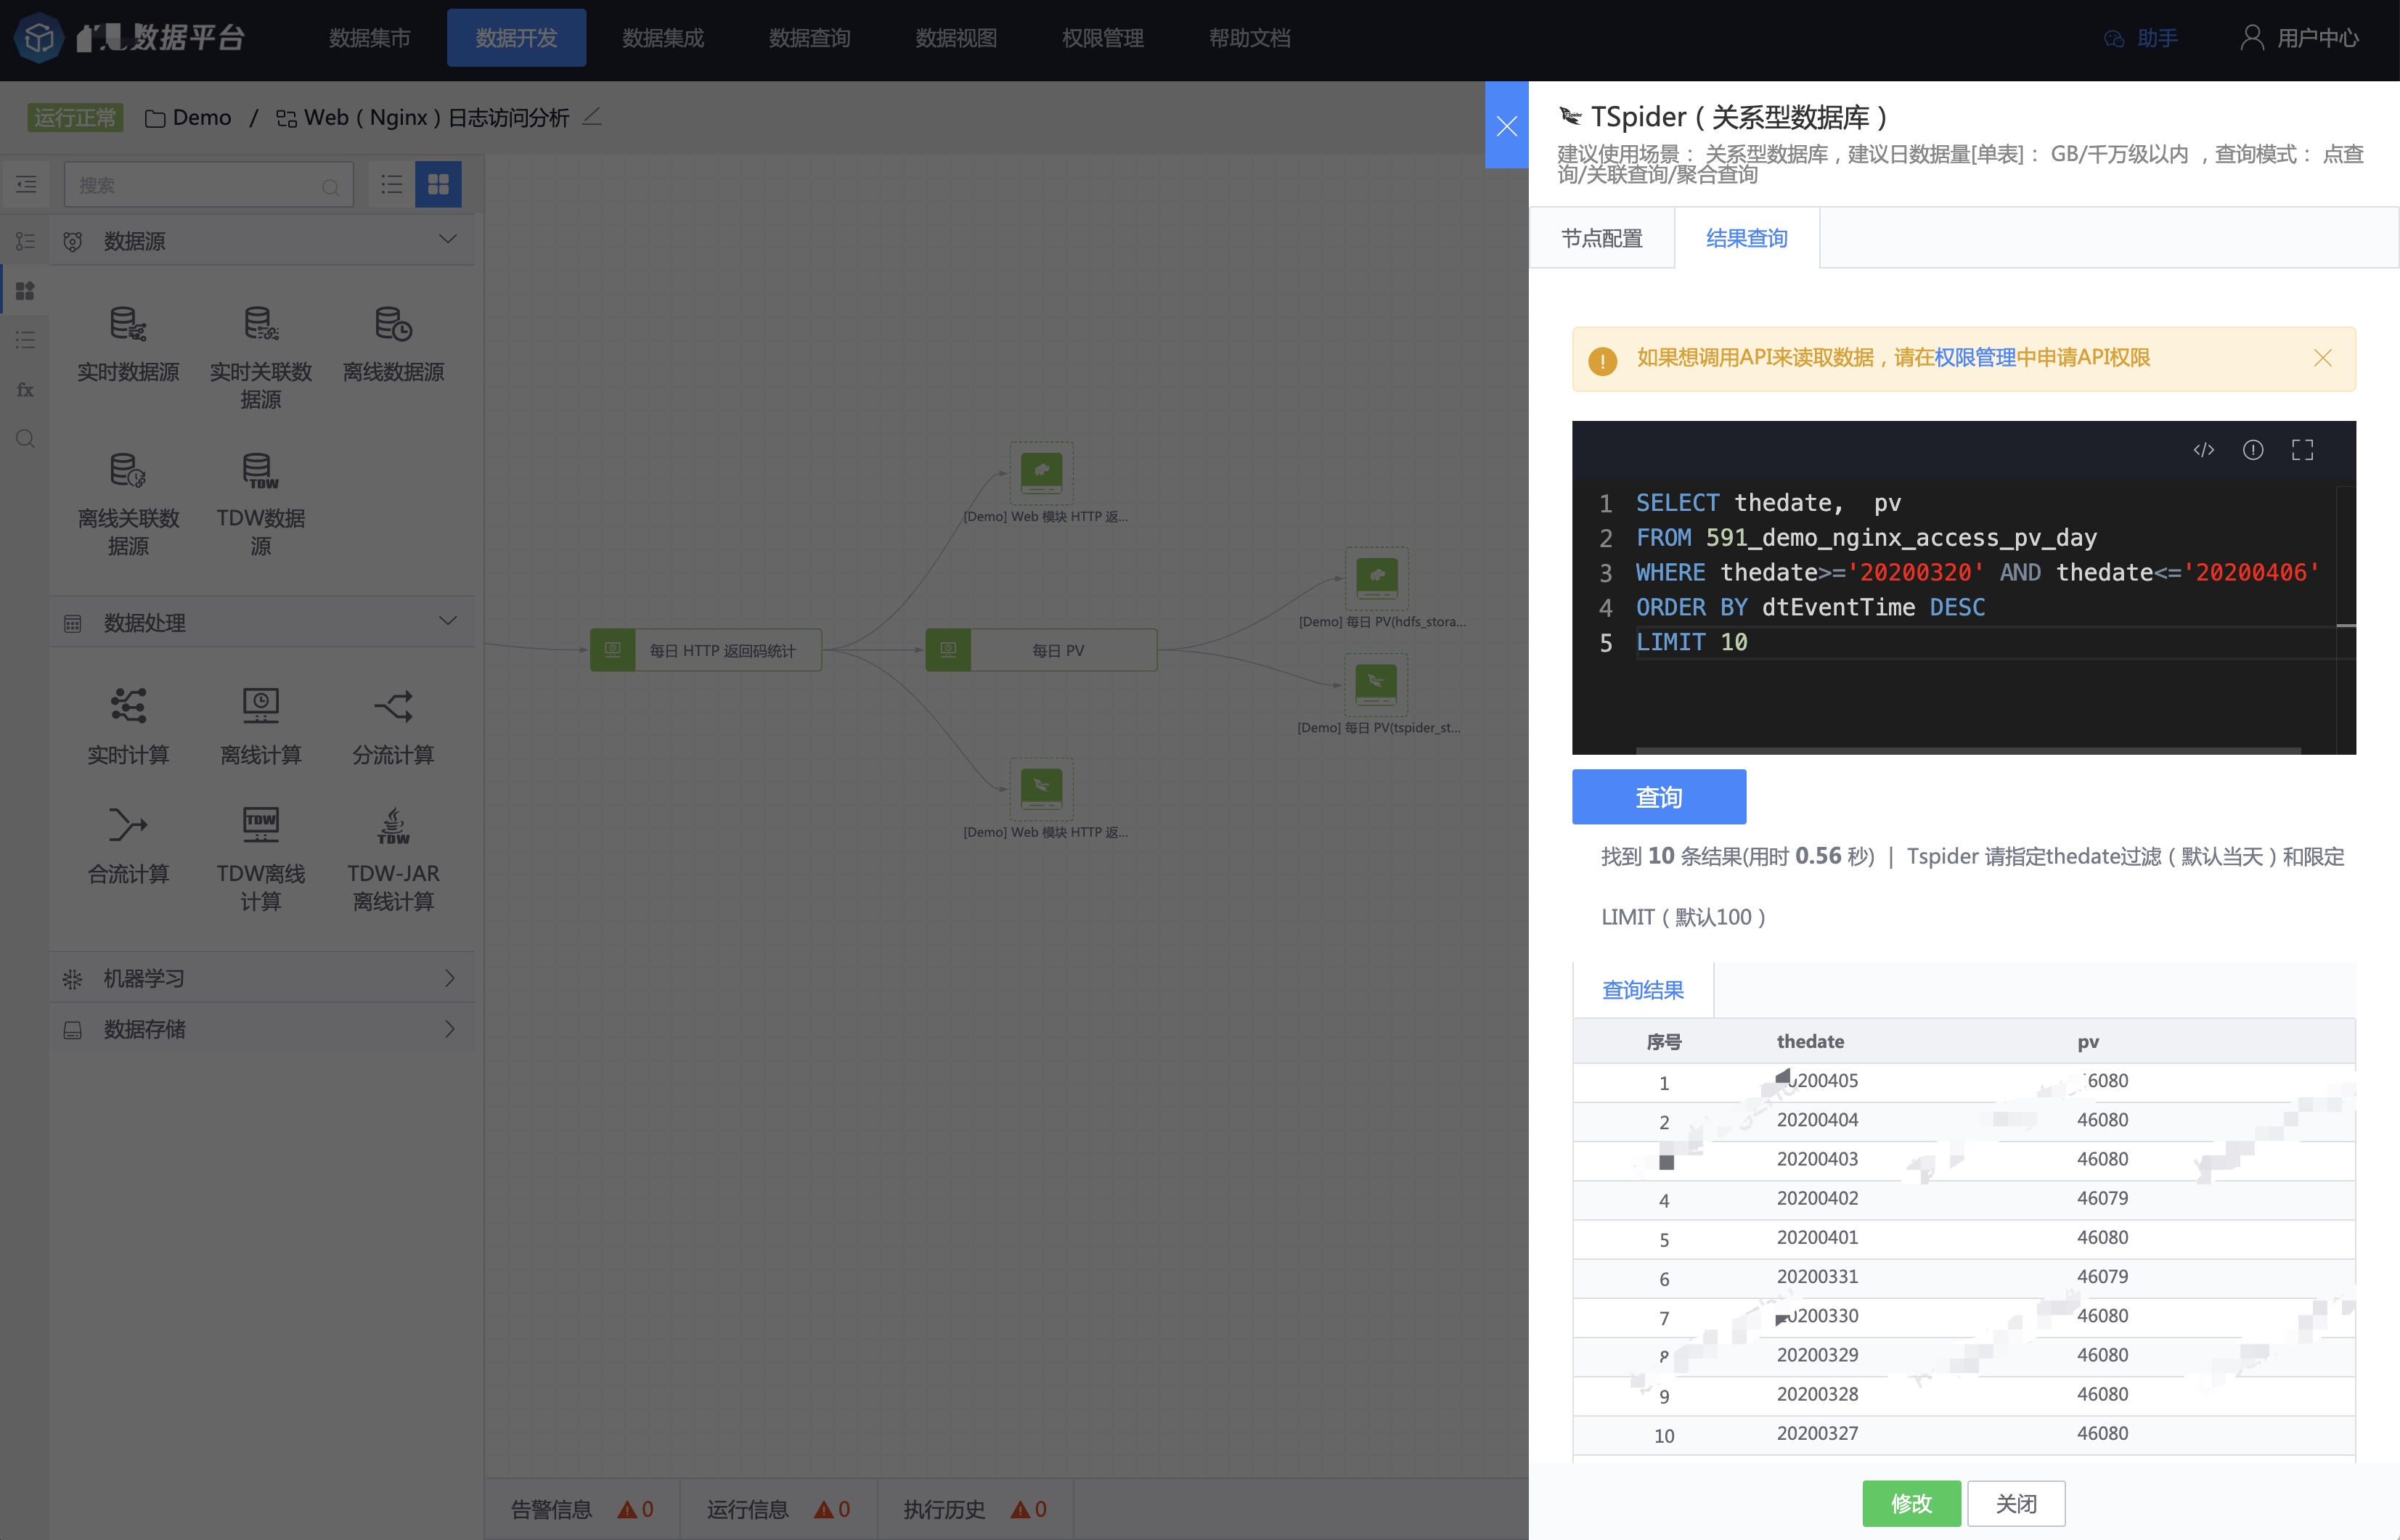 数据平台
数据集市
数据开发
数据集成
数据查询
数据视图
权限管理
帮助文档
助手
用户中心
运行正常
Demo / Web（Nginx）日志访问分析
搜索
数据源
实时数据源
实时关联数
据源
离线数据源
离线关联数
据源
TDW
TDW数据
源
fx
数据处理
实时计算
离线计算
分流计算
合流计算
TDW
TDW离线
计算
TDW
TDW-JAR
离线计算
机器学习
数据存储
[Demo] Web 模块 HTTP 返...
每日 HTTP 返回码统计
每日 PV
[Demo] 每日 PV(hdfs_stora...
[Demo] 每日 PV(tspider_st...
[Demo] Web 模块 HTTP 返...
告警信息 0
运行信息 0
执行历史 0
TSpider（关系型数据库）
建议使用场景： 关系型数据库，建议日数据量[单表]： GB/千万级以内 ，查询模式： 点查
询/关联查询/聚合查询
节点配置
结果查询
如果想调用API来读取数据，请在权限管理中申请API权限
</>
1 SELECT thedate,  pv
2 FROM 591_demo_nginx_access_pv_day
3 WHERE thedate>='20200320' AND thedate<='20200406'
4 ORDER BY dtEventTime DESC
5 LIMIT 10
查询
找到 10 条结果(用时 0.56 秒) | Tspider 请指定thedate过滤（默认当天）和限定
LIMIT（默认100）
查询结果
序号 thedate pv
1 0200405 6080
2 20200404 46080
20200403 46080
4 20200402 46079
5 20200401 46080
6 20200331 46079
7 0200330 46080
8 20200329 46080
9 20200328 46080
10 20200327 46080
修改
关闭